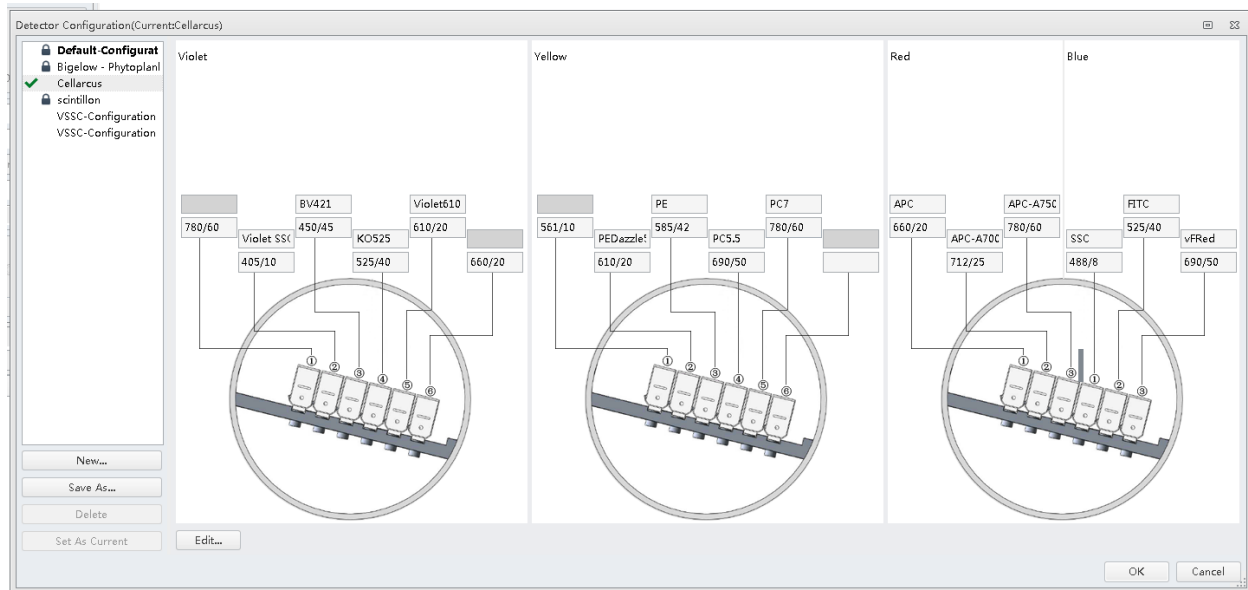 Detector Configuration(Current:Cellarcus)
Default-Configurat
Bigelow - Phytoplanl
Cellarcus
scintillon
VSSC-Configuration
VSSC-Configuration
New...
Save As...
Delete
Set As Current
Violet
BV421
Violet610
780/60
450/45
610/20
Violet SS(
KO525
405/10
525/40
660/20
① ② ③ ④ ⑤ ⑥
Yellow
PE
PC7
561/10
585/42
780/60
PEDazzle5
PC5.5
610/20
690/50
① ② ③ ④ ⑤ ⑥
Red
APC
APC-A750
660/20
780/60
APC-A700
712/25
① ② ③
Blue
FITC
525/40
SSC
vFRed
488/8
690/50
① ② ③
Edit...
OK
Cancel